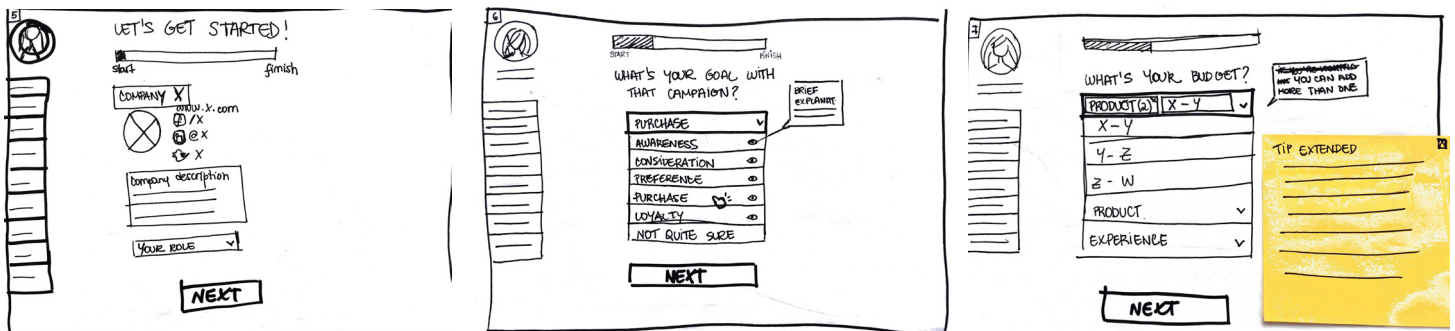 5
LET'S GET STARTED!
start
finish
COMPANY X
www.x.com
/X
@X
X
Company description
YOUR ROLE
NEXT
6
START
FINISH
WHAT'S YOUR GOAL WITH
THAT CAMPAIGN?
BRIEF
EXPLANAT.
PURCHASE
AWARENESS
CONSIDERATION
PREFERENCE
PURCHASE
LOYALTY
NOT QUITE SURE
NEXT
7
WHAT'S YOUR BUDGET?
YOU CAN ADD
MORE THAN ONE
PRODUCT(2) X-Y
X-Y
Y-Z
Z-W
PRODUCT
EXPERIENCE
NEXT
TIP EXTENDED
X